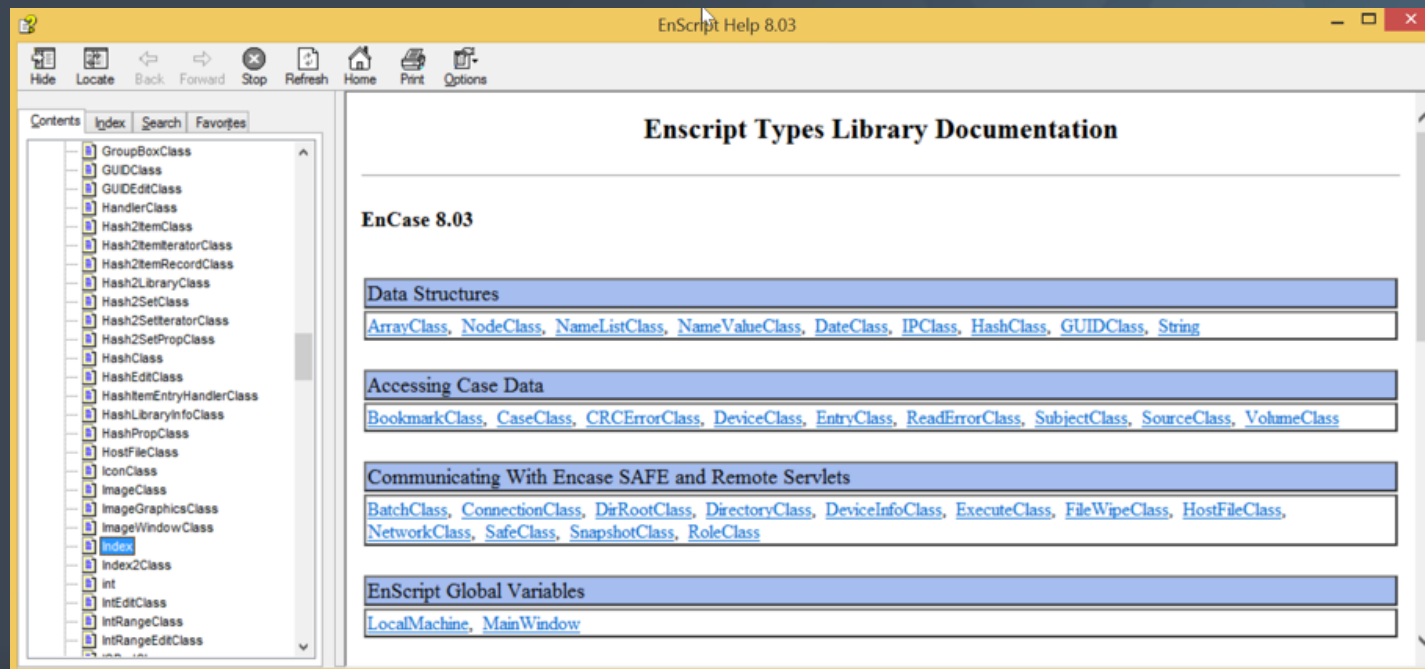 EnScript Help 8.03
Hide Locate Back Forward Stop Refresh Home Print Options
Contents Index Search Favorites
GroupBoxClass
GUIDClass
GUIDEditClass
HandlerClass
Hash2ItemClass
Hash2ItemIteratorClass
Hash2ItemRecordClass
Hash2LibraryClass
Hash2SetClass
Hash2SetIteratorClass
Hash2SetPropClass
HashClass
HashEditClass
HashItemEntryHandlerClass
HashLibraryInfoClass
HashPropClass
HostFileClass
IconClass
ImageClass
ImageGraphicsClass
ImageWindowClass
Index
Index2Class
int
IntEditClass
IntRangeClass
IntRangeEditClass
Enscript Types Library Documentation
EnCase 8.03
Data Structures
ArrayClass, NodeClass, NameListClass, NameValueClass, DateClass, IPClass, HashClass, GUIDClass, String
Accessing Case Data
BookmarkClass, CaseClass, CRCErrorClass, DeviceClass, EntryClass, ReadErrorClass, SubjectClass, SourceClass, VolumeClass
Communicating With Encase SAFE and Remote Servlets
BatchClass, ConnectionClass, DirRootClass, DirectoryClass, DeviceInfoClass, ExecuteClass, FileWipeClass, HostFileClass,
NetworkClass, SafeClass, SnapshotClass, RoleClass
EnScript Global Variables
LocalMachine, MainWindow